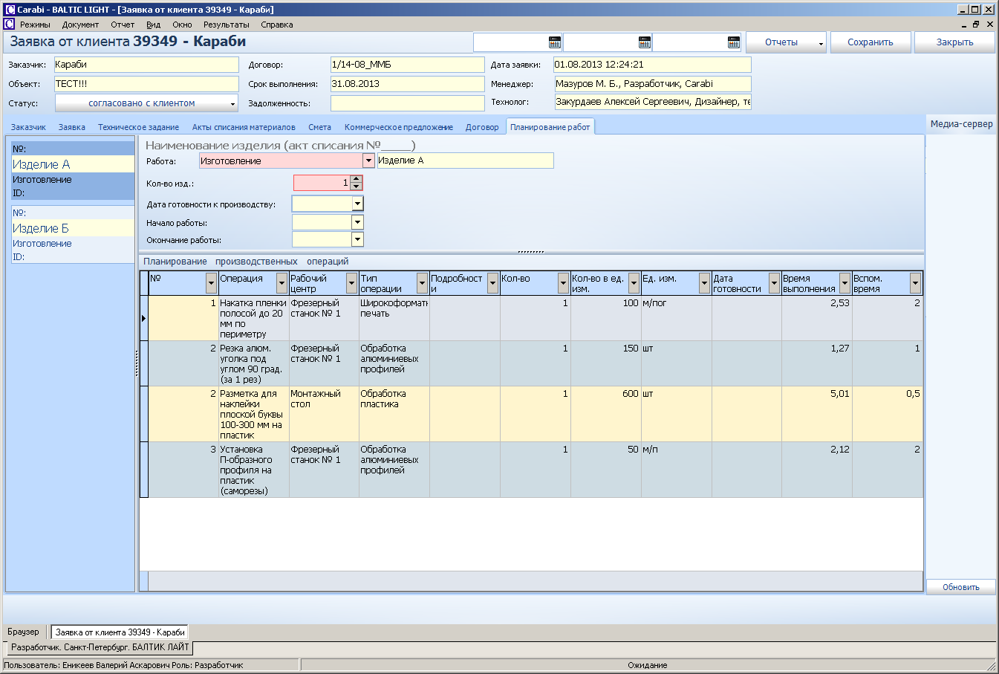 Carabi - BALTIC LIGHT - [Заявка от клиента 39349 - Караби]
Режимы Документ Отчет Вид Окно Результаты Справка
Заявка от клиента 39349 - Караби
Отчеты Сохранить Закрыть
Заказчик: Караби Договор: 1/14-08_ММБ Дата заявки: 01.08.2013 12:24:21
Объект: ТЕСТ!!! Срок выполнения: 31.08.2013 Менеджер: Мазуров М. Б., Разработчик, Carabi
Статус: согласовано с клиентом Задолженность: Технолог: Закурдаев Алексей Сергеевич, Дизайнер, те
Заказчик Заявка Техническое задание Акты списания материалов Смета Коммерческое предложение Договор Планирование работ
Медиа-сервер
№:
Изделие А
Изготовление
ID:
№:
Изделие Б
Изготовление
ID:
Наименование изделия (акт списания №_____)
Работа: Изготовление Изделие А
Кол-во изд.: 1
Дата готовности к производству:
Начало работы:
Окончание работы:
Планирование производственных операций
№ Операция Рабочий центр Тип операции Подробности Кол-во Кол-во в ед. изм. Ед. изм. Дата готовности Время выполнения Вспом. время
1 Накатка пленки полосой до 20 мм по периметру Фрезерный станок № 1 Широкоформатн печать 1 100 м/пог 2,53 2
2 Резка алюм. уголка под углом 90 град. (за 1 рез) Фрезерный станок № 1 Обработка алюминиевых профилей 1 150 шт 1,27 1
2 Разметка для наклейки плоской буквы 100-300 мм на пластик Монтажный стол Обработка пластика 1 600 шт 5,01 0,5
3 Установка П-образного профиля на пластик (саморезы) Фрезерный станок № 1 Обработка алюминиевых профилей 1 50 м/п 2,12 2
Обновить
Браузер Заявка от клиента 39349 - Караби
Разработчик. Санкт-Петербург. БАЛТИК ЛАЙТ
Пользователь: Еникеев Валерий Аскарович Роль: Разработчик Ожидание